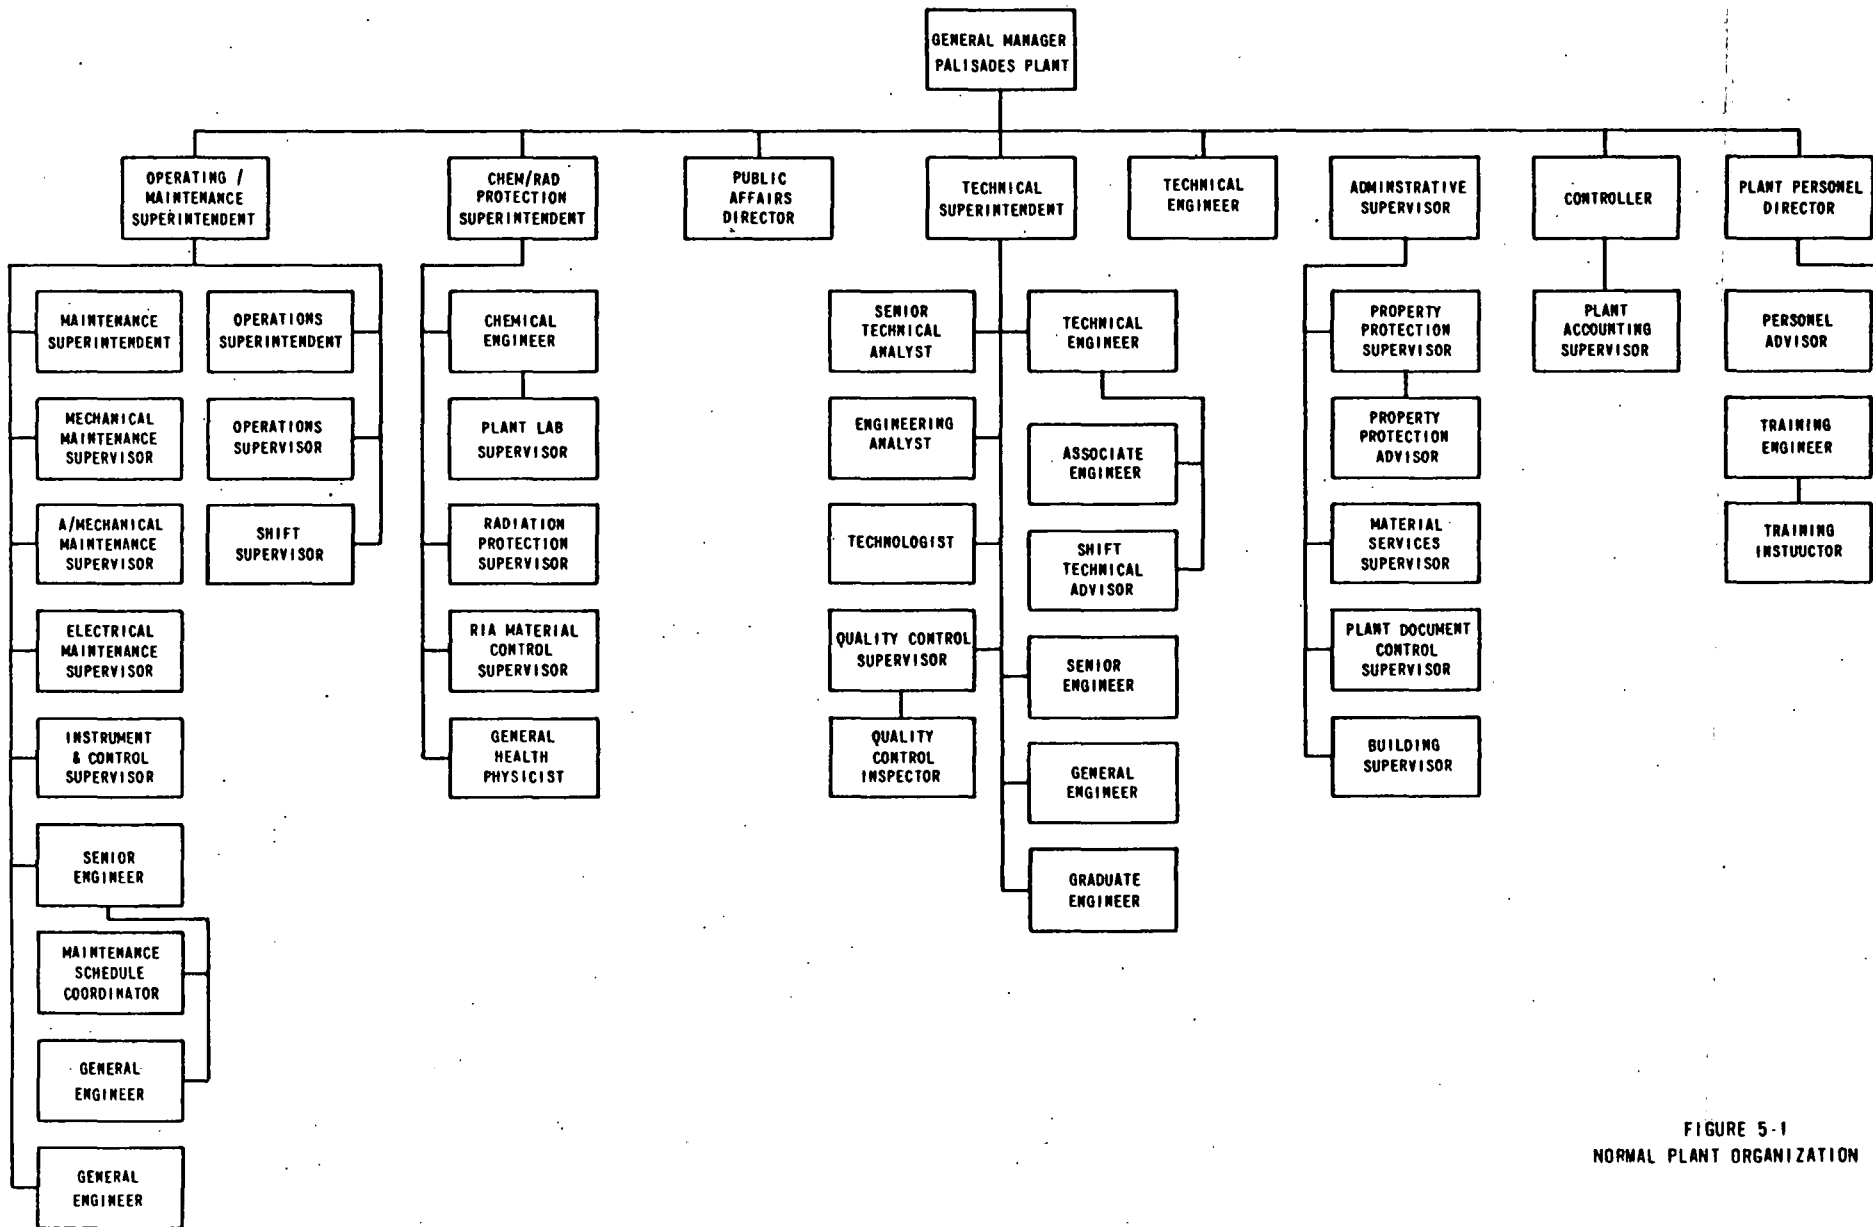 GENERAL MANAGER
PALISADES PLANT
OPERATING /
MAINTENANCE
SUPERINTENDENT
CHEM/RAD
PROTECTION
SUPERINTENDENT
PUBLIC
AFFAIRS
DIRECTOR
TECHNICAL
SUPERINTENDENT
TECHNICAL
ENGINEER
ADMINSTRATIVE
SUPERVISOR
CONTROLLER
PLANT PERSONEL
DIRECTOR
MAINTENANCE
SUPERINTENDENT
OPERATIONS
SUPERINTENDENT
MECHANICAL
MAINTENANCE
SUPERVISOR
OPERATIONS
SUPERVISOR
A/MECHANICAL
MAINTENANCE
SUPERVISOR
SHIFT
SUPERVISOR
ELECTRICAL
MAINTENANCE
SUPERVISOR
INSTRUMENT
& CONTROL
SUPERVISOR
SENIOR
ENGINEER
MAINTENANCE
SCHEDULE
COORDINATOR
GENERAL
ENGINEER
GENERAL
ENGINEER
CHEMICAL
ENGINEER
PLANT LAB
SUPERVISOR
RADIATION
PROTECTION
SUPERVISOR
RIA MATERIAL
CONTROL
SUPERVISOR
GENERAL
HEALTH
PHYSICIST
SENIOR
TECHNICAL
ANALYST
ENGINEERING
ANALYST
TECHNOLOGIST
QUALITY CONTROL
SUPERVISOR
QUALITY
CONTROL
INSPECTOR
TECHNICAL
ENGINEER
ASSOCIATE
ENGINEER
SHIFT
TECHNICAL
ADVISOR
SENIOR
ENGINEER
GENERAL
ENGINEER
GRADUATE
ENGINEER
PROPERTY
PROTECTION
SUPERVISOR
PROPERTY
PROTECTION
ADVISOR
MATERIAL
SERVICES
SUPERVISOR
PLANT DOCUMENT
CONTROL
SUPERVISOR
BUILDING
SUPERVISOR
PLANT
ACCOUNTING
SUPERVISOR
PERSONEL
ADVISOR
TRAINING
ENGINEER
TRAINING
INSTUUCTOR
FIGURE 5-1
NORMAL PLANT ORGANIZATION